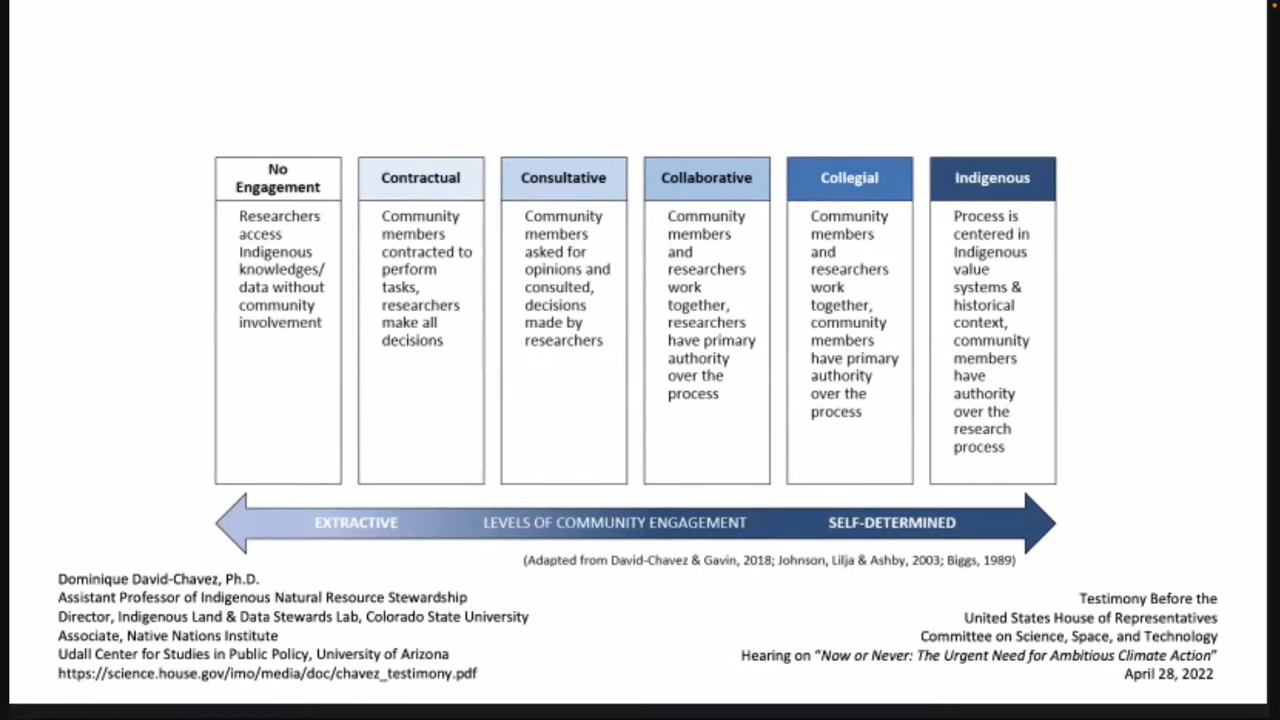 No
Engagement
Researchers
access
Indigenous
knowledges/
data without
community
involvement
Contractual
Community
members
contracted to
perform
tasks,
researchers
make all
decisions
Consultative
Community
members
asked for
opinions and
consulted,
decisions
made by
researchers
Collaborative
Community
members
and
researchers
work
together,
researchers
have primary
authority
over the
process
Collegial
Community
members
and
researchers
work
together,
community
members
have primary
authority
over the
process
Indigenous
Process is
centered in
Indigenous
value
systems &
historical
context,
community
members
have
authority
over the
research
process
EXTRACTIVE LEVELS OF COMMUNITY ENGAGEMENT SELF-DETERMINED
(Adapted from David-Chavez & Gavin, 2018; Johnson, Lilja & Ashby, 2003; Biggs, 1989)
Dominique David-Chavez, Ph.D.
Assistant Professor of Indigenous Natural Resource Stewardship
Director, Indigenous Land & Data Stewards Lab, Colorado State University
Associate, Native Nations Institute
Udall Center for Studies in Public Policy, University of Arizona
https://science.house.gov/imo/media/doc/chavez_testimony.pdf
Testimony Before the
United States House of Representatives
Committee on Science, Space, and Technology
Hearing on “Now or Never: The Urgent Need for Ambitious Climate Action”
April 28, 2022